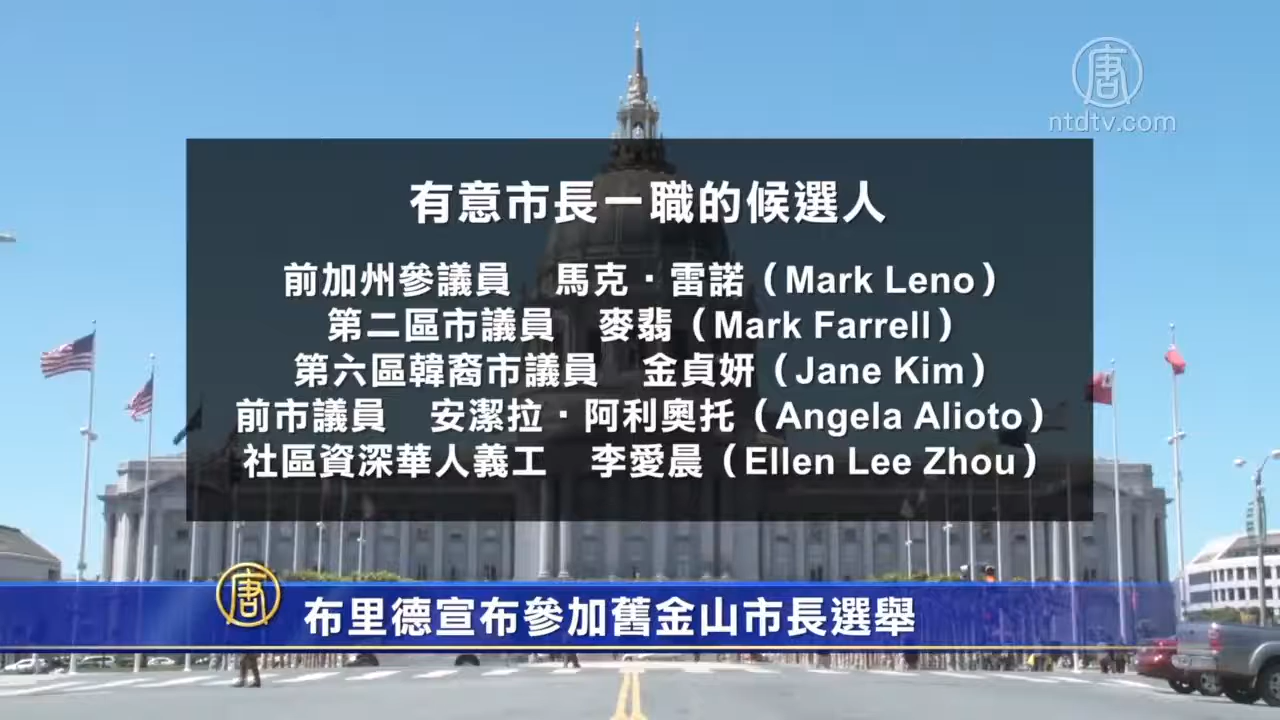 唐
ntdtv.com
有意市長一職的候選人
前加州參議員 馬克・雷諾（Mark Leno）
第二區市議員 麥翡（Mark Farrell）
第六區韓裔市議員 金貞妍（Jane Kim）
前市議員 安潔拉・阿利奧托（Angela Alioto）
社區資深華人義工 李愛晨（Ellen Lee Zhou）
唐
布里德宣布參加舊金山市長選舉